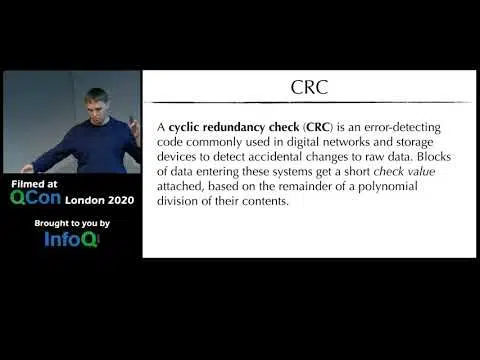 CRC
A cyclic redundancy check (CRC) is an error-detecting
code commonly used in digital networks and storage
devices to detect accidental changes to raw data. Blocks
of data entering these systems get a short check value
attached, based on the remainder of a polynomial
division of their contents.
Filmed at
QCon London 2020
Brought to you by
InfoQ